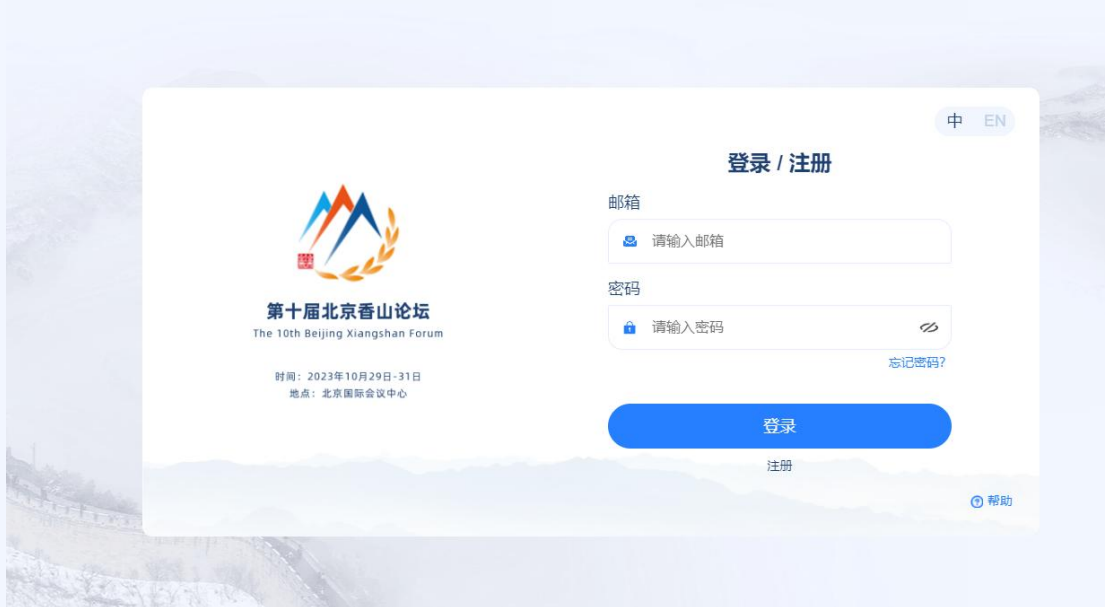 中 EN
登录 / 注册
邮箱
请输入邮箱
密码
请输入密码
忘记密码?
登录
注册
帮助
第十届北京香山论坛
The 10th Beijing Xiangshan Forum
时间：2023年10月29日-31日
地点：北京国际会议中心